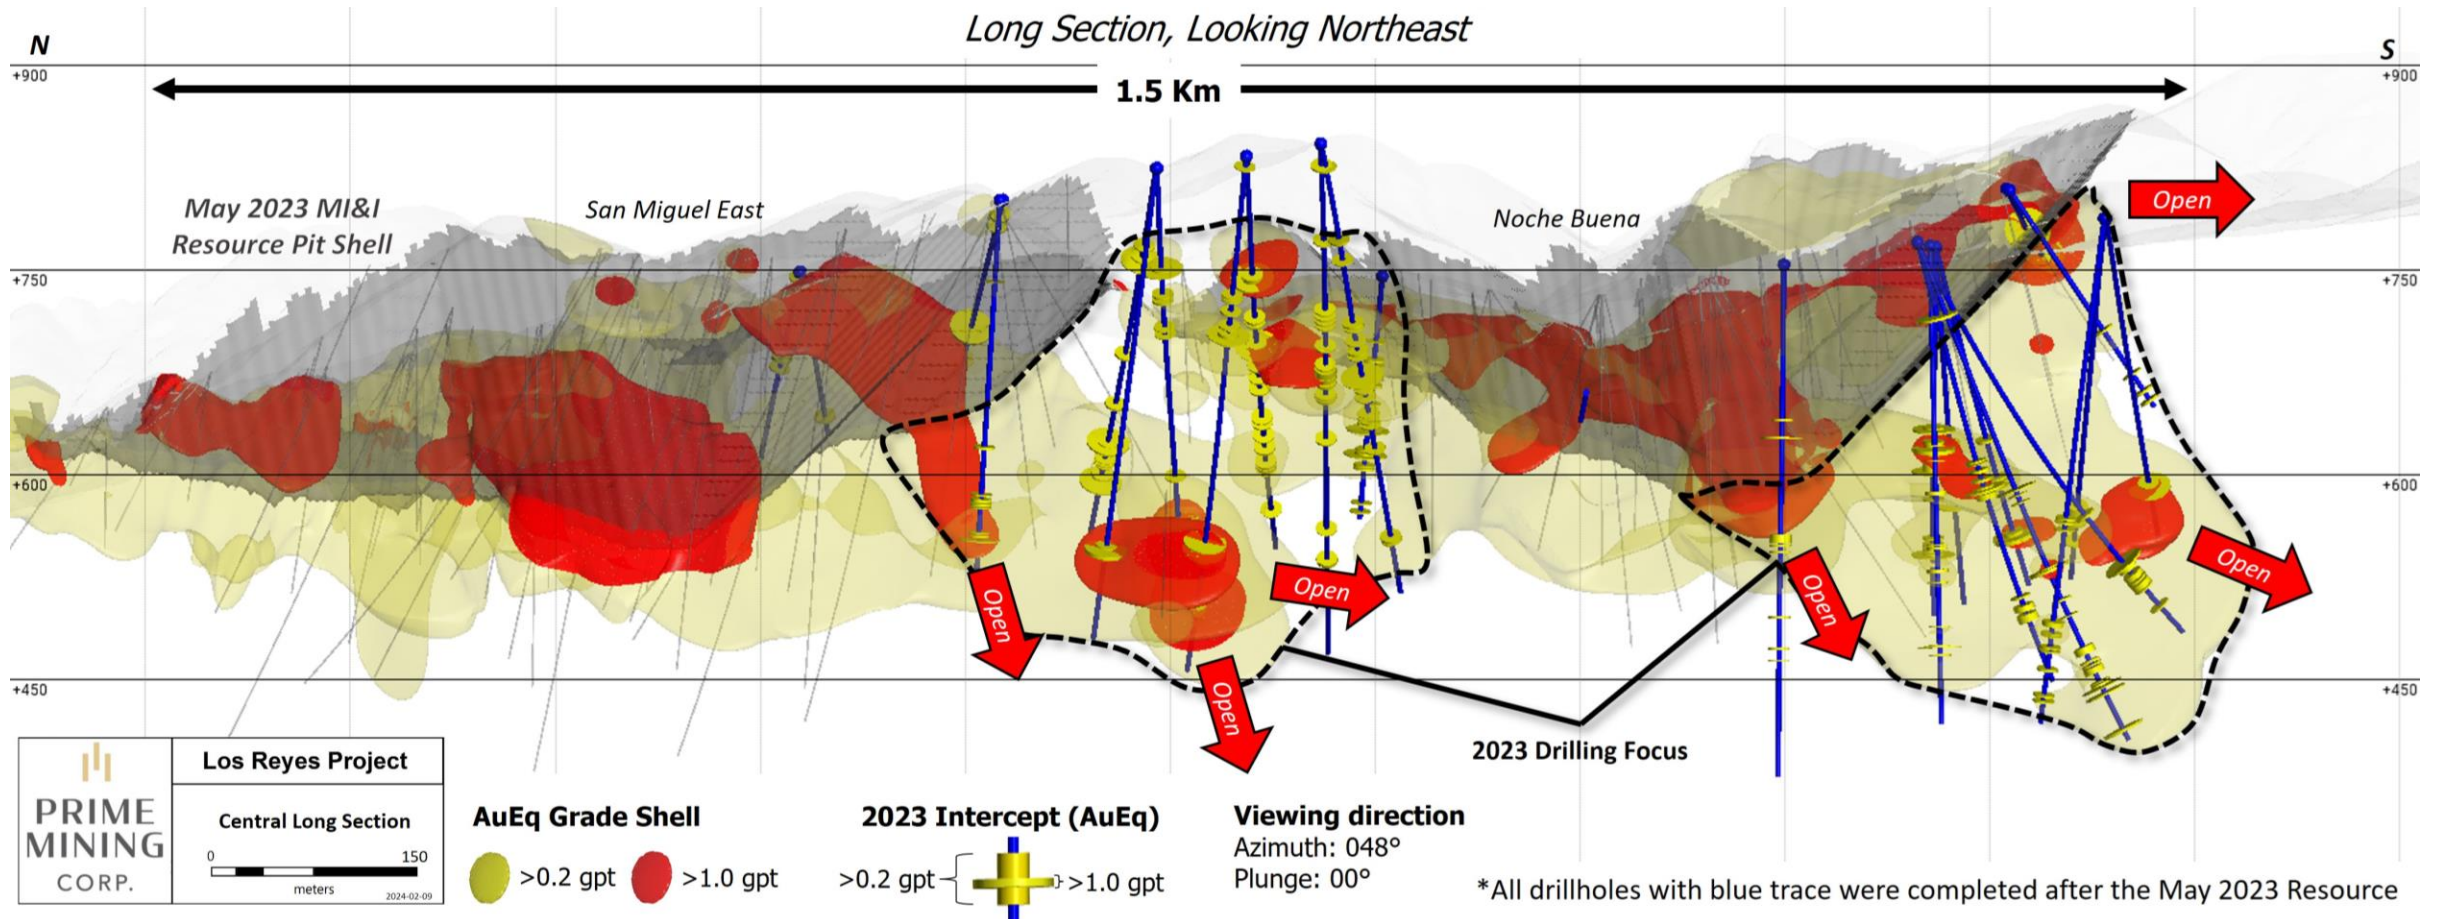 Long Section, Looking Northeast
N
S
+900
+900
1.5 Km
May 2023 MI&I
Resource Pit Shell
San Miguel East
Noche Buena
Open
+750
+750
+600
+600
Open
Open
Open
Open
Open
+450
+450
2023 Drilling Focus
PRIME
MINING
CORP.
Los Reyes Project
Central Long Section
0 150
meters
2024-02-09
AuEq Grade Shell
>0.2 gpt >1.0 gpt
2023 Intercept (AuEq)
>0.2 gpt >1.0 gpt
Viewing direction
Azimuth: 048°
Plunge: 00°
*All drillholes with blue trace were completed after the May 2023 Resource